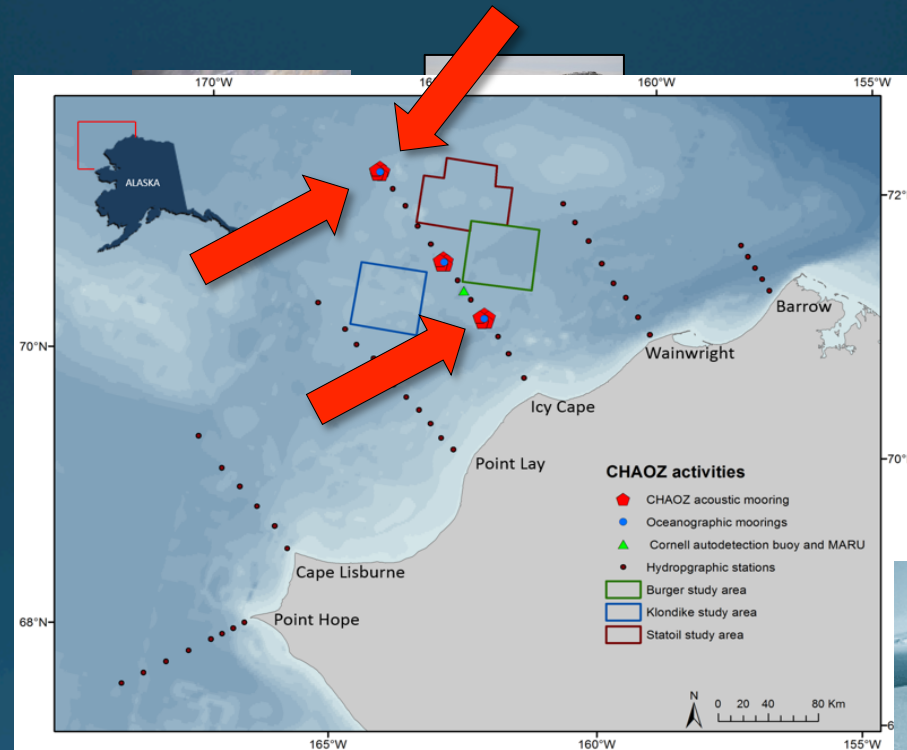 170°W
160°W
155°W
ALASKA
70°N
68°N
Barrow
Wainwright
Icy Cape
Point Lay
Cape Lisburne
Point Hope
CHAOZ activities
CHAOZ acoustic mooring
Oceanographic moorings
Cornell autodetection buoy and MARU
Hydropgraphic stations
Burger study area
Klondike study area
Statoil study area
N
0 20 40 80 Km
165°W
160°W
155°W